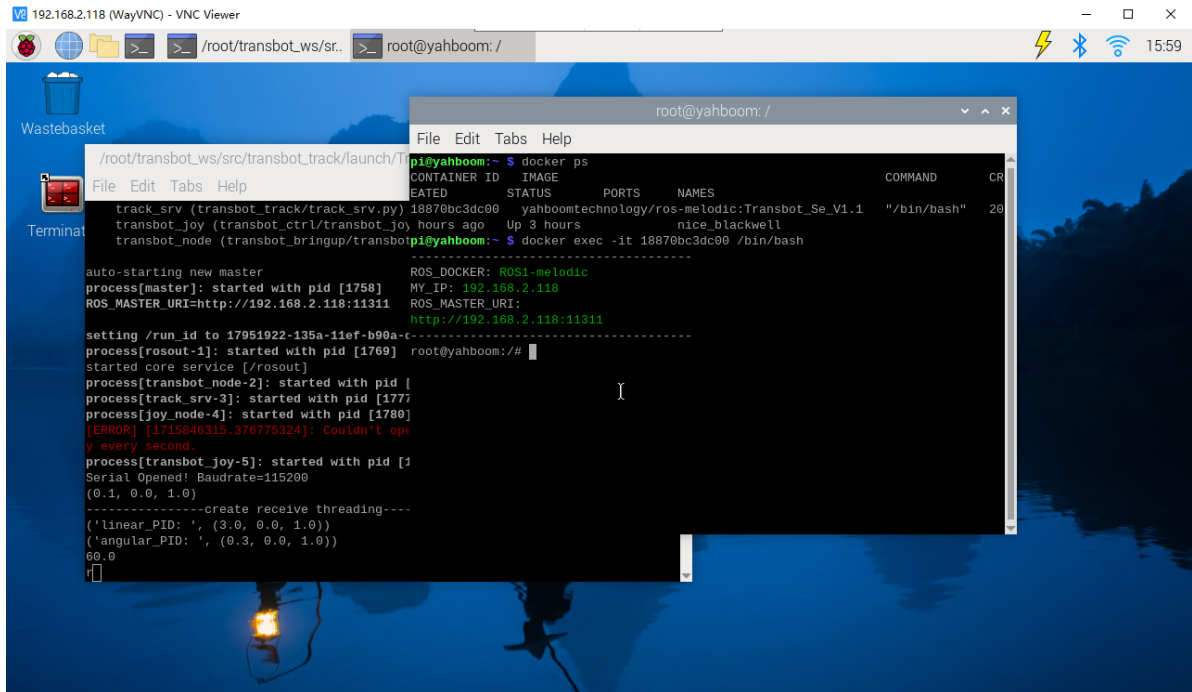 192.168.2.118 (WayVNC) - VNC Viewer
/root/transbot_ws/sr..
root@yahboom: /
15:59
Wastebasket
Terminat
/root/transbot_ws/src/transbot_track/launch/Tr
File Edit Tabs Help
track_srv (transbot_track/track_srv.py)
transbot_joy (transbot_ctrl/transbot_joy
transbot_node (transbot_bringup/transbot
auto-starting new master
process[master]: started with pid [1758]
ROS_MASTER_URI=http://192.168.2.118:11311
setting /run_id to 17951922-135a-11ef-b90a-
process[rosout-1]: started with pid [1769]
started core service [/rosout]
process[transbot_node-2]: started with pid [
process[track_srv-3]: started with pid [1777
process[joy_node-4]: started with pid [1780]
[ERROR] [1715846315.376775324]: Couldn't ope
y every second.
process[transbot_joy-5]: started with pid [1
Serial Opened! Baudrate=115200
(0.1, 0.0, 1.0)
----------------create receive threading----
('linear_PID: ', (3.0, 0.0, 1.0))
('angular_PID: ', (0.3, 0.0, 1.0))
60.0
r
root@yahboom: /
File Edit Tabs Help
pi@yahboom:~ $ docker ps
CONTAINER ID IMAGE COMMAND CR
EATED STATUS PORTS NAMES
18870bc3dc00 yahboomtechnology/ros-melodic:Transbot_Se_V1.1 "/bin/bash" 20
hours ago Up 3 hours nice_blackwell
pi@yahboom:~ $ docker exec -it 18870bc3dc00 /bin/bash
--------------------------------------
ROS_DOCKER: ROS1-melodic
MY_IP: 192.168.2.118
ROS_MASTER_URI:
http://192.168.2.118:11311
--------------------------------------
root@yahboom:/#